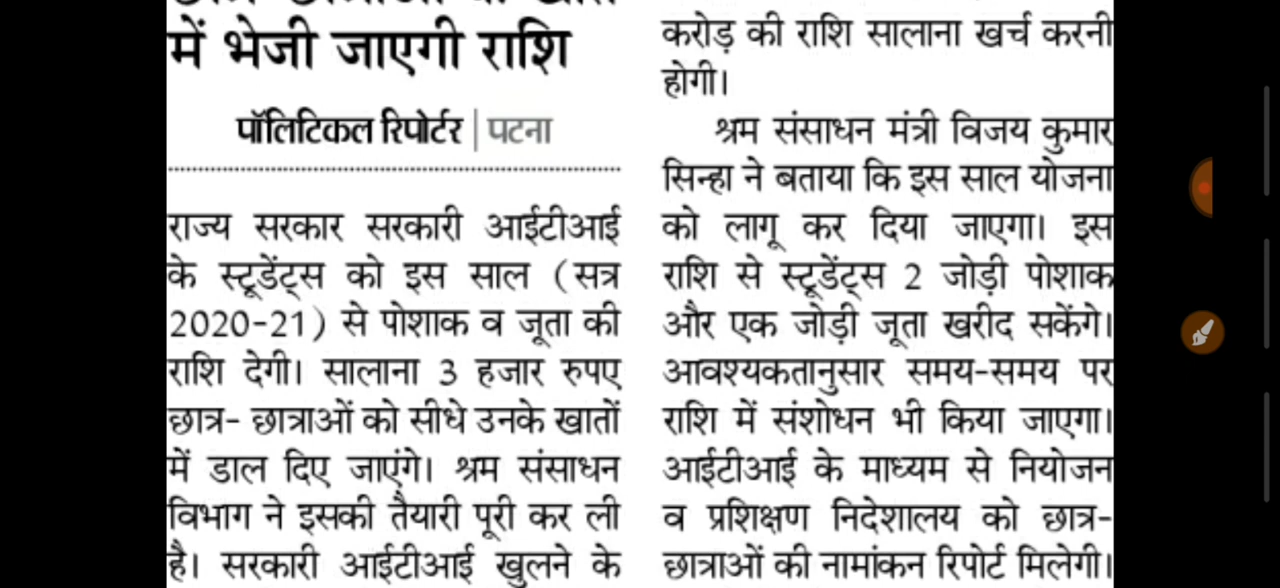 में भेजी जाएगी राशि
पॉलिटिकल रिपोर्टर | पटना
राज्य सरकार सरकारी आईटीआई
के स्टूडेंट्स को इस साल (सत्र
2020-21) से पोशाक व जूता की
राशि देगी। सालाना 3 हजार रुपए
छात्र- छात्राओं को सीधे उनके खातों
में डाल दिए जाएंगे। श्रम संसाधन
विभाग ने इसकी तैयारी पूरी कर ली
है। सरकारी आईटीआई खुलने के
करोड़ की राशि सालाना खर्च करनी
होगी।
श्रम संसाधन मंत्री विजय कुमार
सिन्हा ने बताया कि इस साल योजना
को लागू कर दिया जाएगा। इस
राशि से स्टूडेंट्स 2 जोड़ी पोशाक
और एक जोड़ी जूता खरीद सकेंगे।
आवश्यकतानुसार समय-समय पर
राशि में संशोधन भी किया जाएगा।
आईटीआई के माध्यम से नियोजन
व प्रशिक्षण निदेशालय को छात्र-
छात्राओं की नामांकन रिपोर्ट मिलेगी।